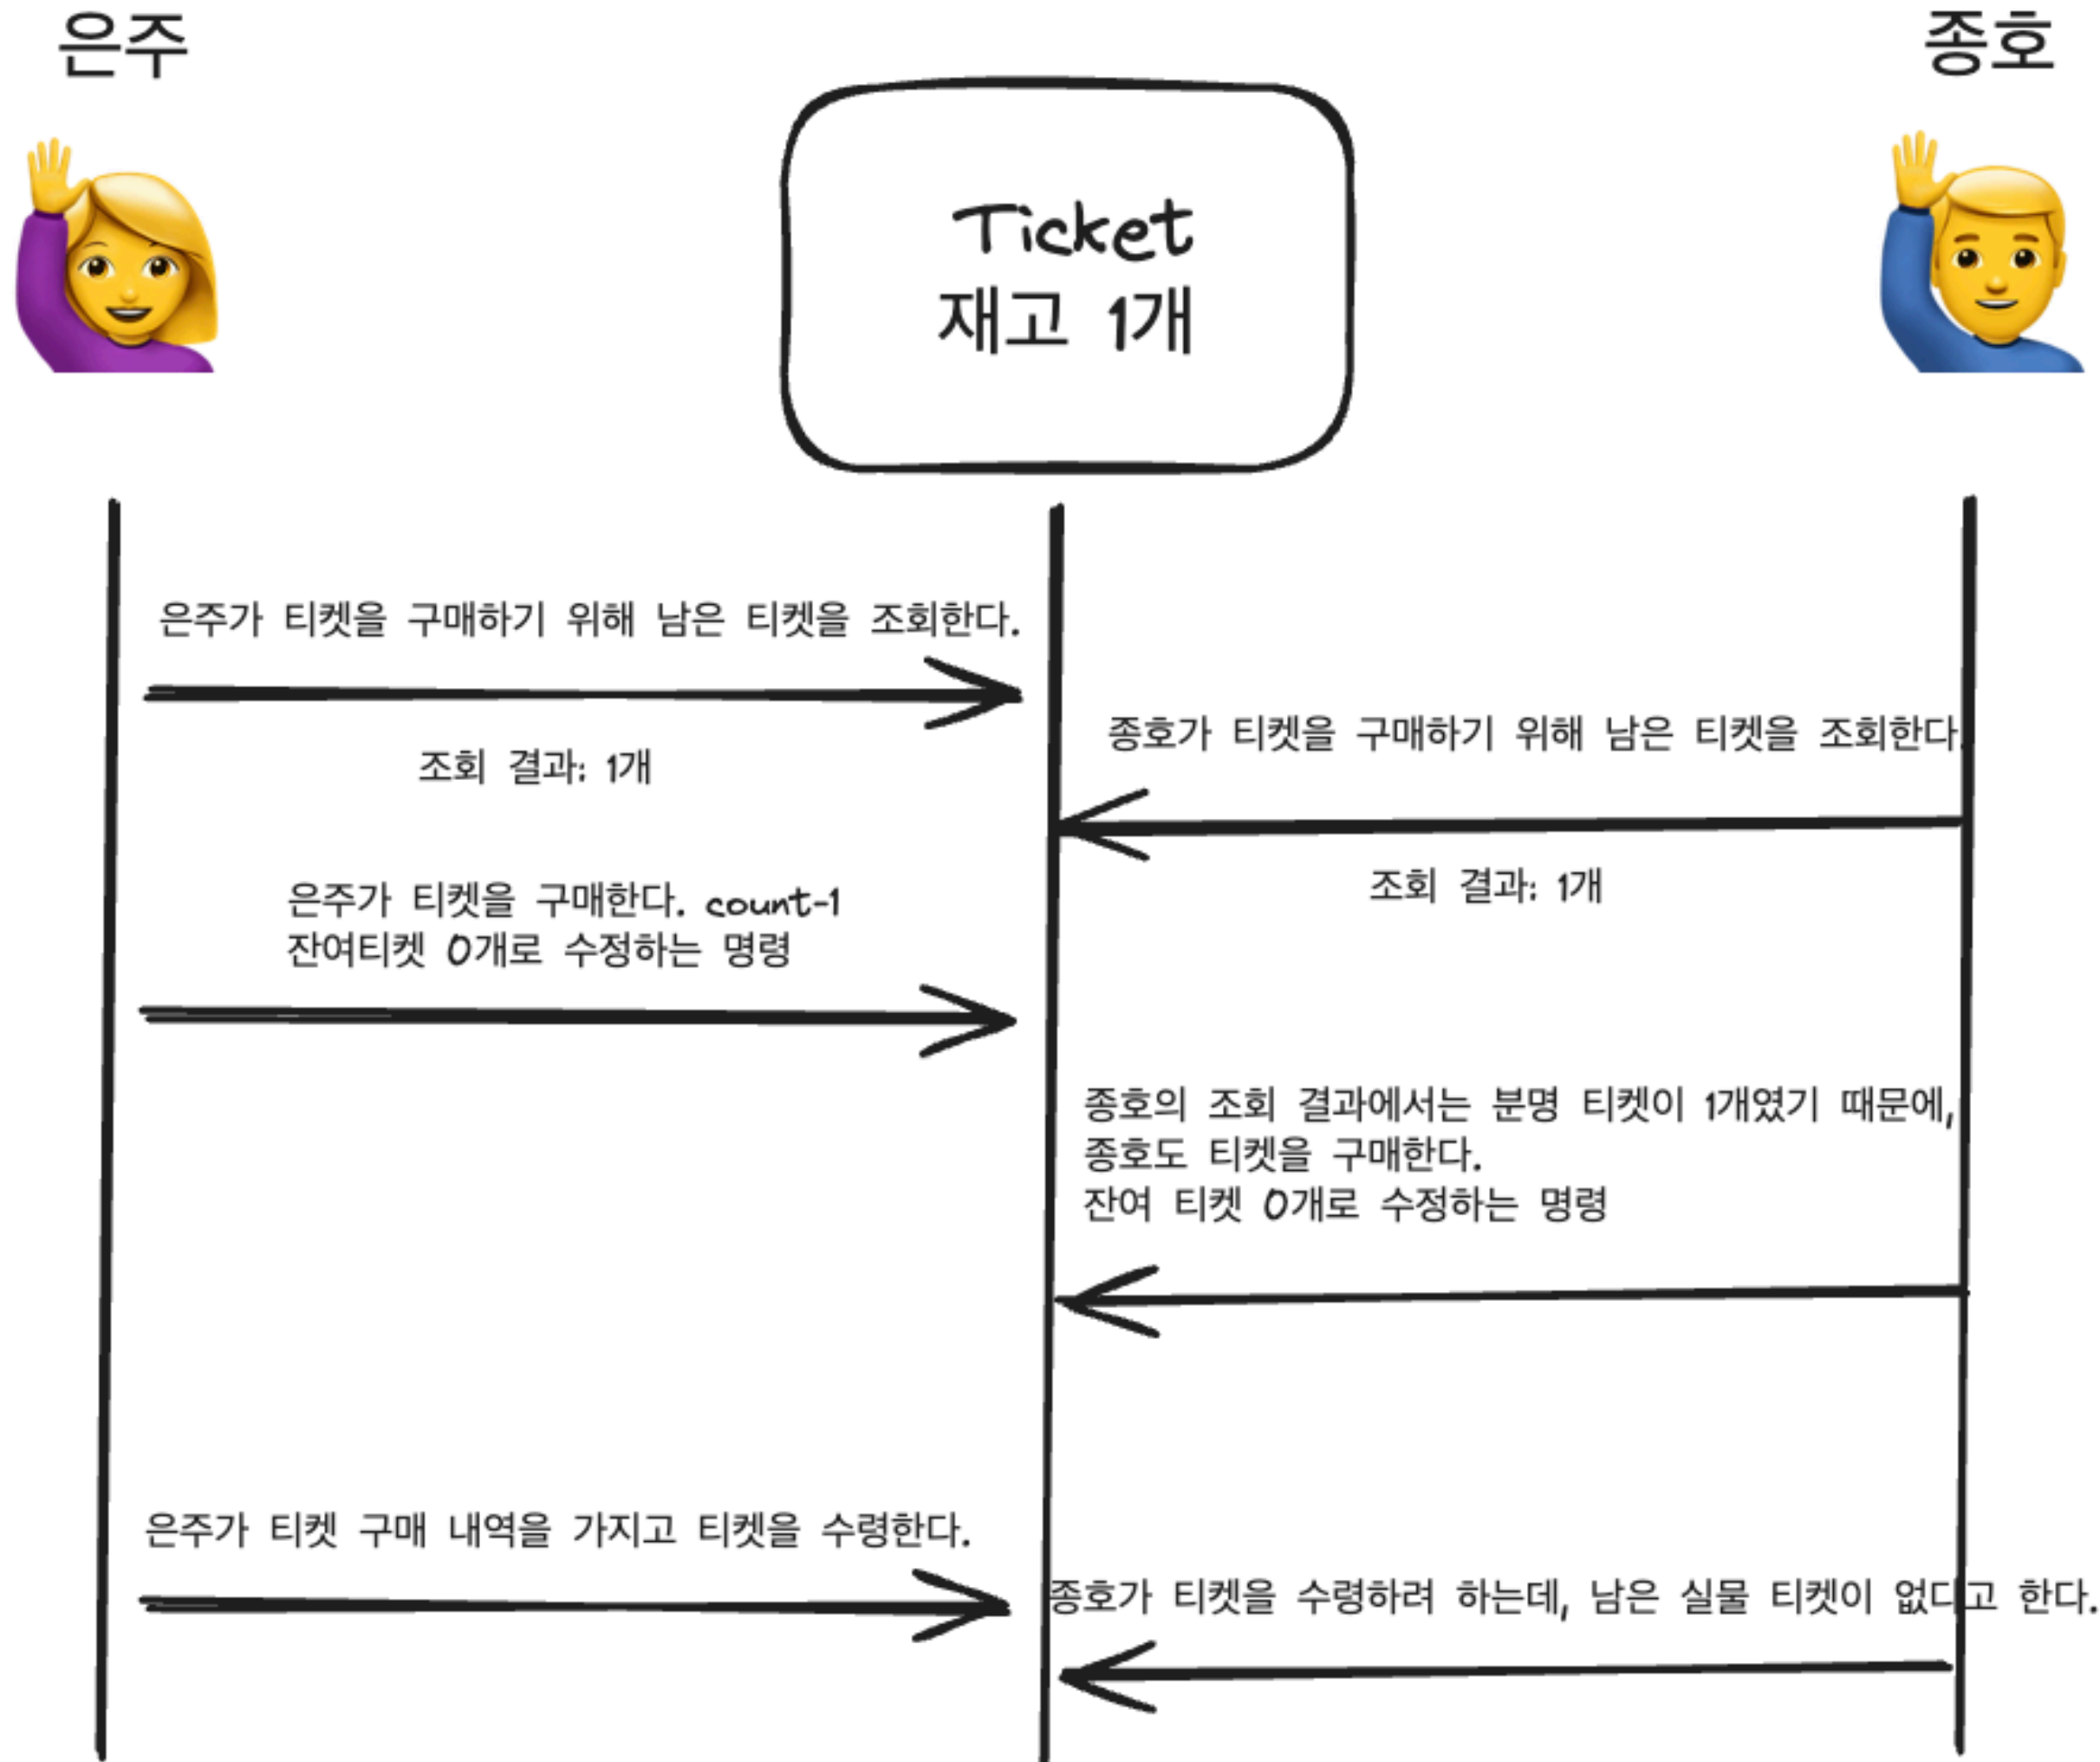 은주
종호
Ticket
재고 1개
은주가 티켓을 구매하기 위해 남은 티켓을 조회한다.
종호가 티켓을 구매하기 위해 남은 티켓을 조회한다.
조회 결과: 1개
조회 결과: 1개
은주가 티켓을 구매한다. count-1
잔여티켓 0개로 수정하는 명령
종호의 조회 결과에서는 분명 티켓이 1개였기 때문에,
종호도 티켓을 구매한다.
잔여 티켓 0개로 수정하는 명령
은주가 티켓 구매 내역을 가지고 티켓을 수령한다.
종호가 티켓을 수령하려 하는데, 남은 실물 티켓이 없다고 한다.